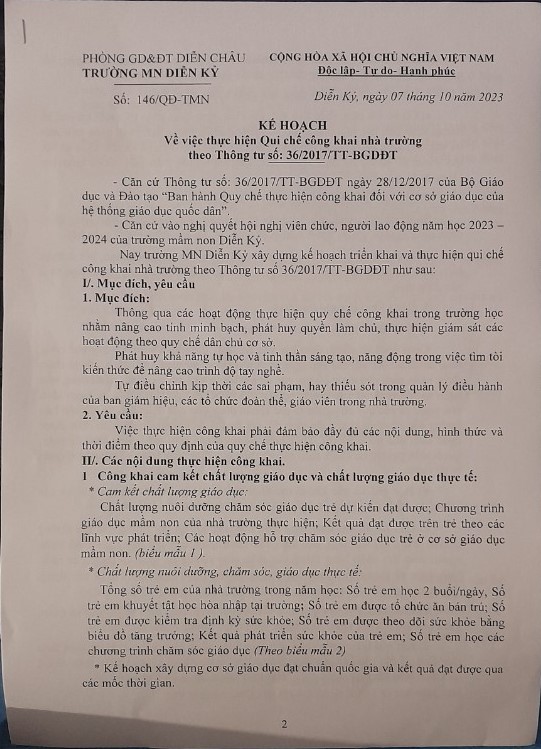 PHÒNG GD&ĐT DIỄN CHÂU
TRƯỜNG MN DIỄN KỶ
Số: 146/QĐ-TMN
CỘNG HÒA XÃ HỘI CHỦ NGHĨA VIỆT NAM
Độc lập- Tự do- Hạnh phúc
Diễn Kỷ, ngày 07 tháng 10 năm 2023
KẾ HOẠCH
Về việc thực hiện Qui chế công khai nhà trường
theo Thông tư số: 36/2017/TT-BGDĐT
- Căn cứ Thông tư số: 36/2017/TT-BGDĐT ngày 28/12/2017 của Bộ Giáo
dục và Đào tạo “Ban hành Quy chế thực hiện công khai đối với cơ sở giáo dục của
hệ thống giáo dục quốc dân”.
- Căn cứ vào nghị quyết hội nghị viên chức, người lao động năm học 2023 –
2024 của trường mầm non Diễn Kỷ.
Nay trường MN Diễn Kỷ xây dựng kế hoạch triển khai và thực hiện qui chế
công khai nhà trường theo Thông tư số 36/2017/TT-BGDĐT như sau:
I/. Mục đích, yêu cầu
1. Mục đích:
Thông qua các hoạt động thực hiện quy chế công khai trong trường học
nhằm nâng cao tính minh bạch, phát huy quyền làm chủ, thực hiện giám sát các
hoạt động theo quy chế dân chủ cơ sở.
Phát huy khả năng tự học và tinh thần sáng tạo, năng động trong việc tìm tòi
kiến thức để nâng cao trình độ tay nghề.
Tự điều chỉnh kịp thời các sai phạm, hay thiếu sót trong quản lý điều hành
của ban giám hiệu, các tổ chức đoàn thể, giáo viên trong nhà trường.
2. Yêu cầu:
Việc thực hiện công khai phải đảm bảo đầy đủ các nội dung, hình thức và
thời điểm theo quy định của quy chế thực hiện công khai.
II/. Các nội dung thực hiện công khai.
1 Công khai cam kết chất lượng giáo dục và chất lượng giáo dục thực tế:
* Cam kết chất lượng giáo dục:
Chất lượng nuôi dưỡng chăm sóc giáo dục trẻ dự kiến đạt được; Chương trình
giáo dục mầm non của nhà trường thực hiện; Kết quả đạt được trên trẻ theo các
lĩnh vực phát triển; Các hoạt động hỗ trợ chăm sóc giáo dục trẻ ở cơ sở giáo dục
mầm non. (biểu mẫu 1 ).
* Chất lượng nuôi dưỡng, chăm sóc, giáo dục thực tế:
Tổng số trẻ em của nhà trường trong năm học: Số trẻ em học 2 buổi/ngày, Số
trẻ em khuyết tật học hòa nhập tại trường; Số trẻ em được tổ chức ăn bán trú; Số
trẻ em được kiểm tra định kỳ sức khỏe; Số trẻ em được theo dõi sức khỏe bằng
biểu đồ tăng trưởng; Kết quả phát triển sức khỏe của trẻ em; Số trẻ em học các
chương trình chăm sóc giáo dục (Theo biểu mẫu 2)
* Kế hoạch xây dựng cơ sở giáo dục đạt chuẩn quốc gia và kết quả đạt được qua
các mốc thời gian.
2